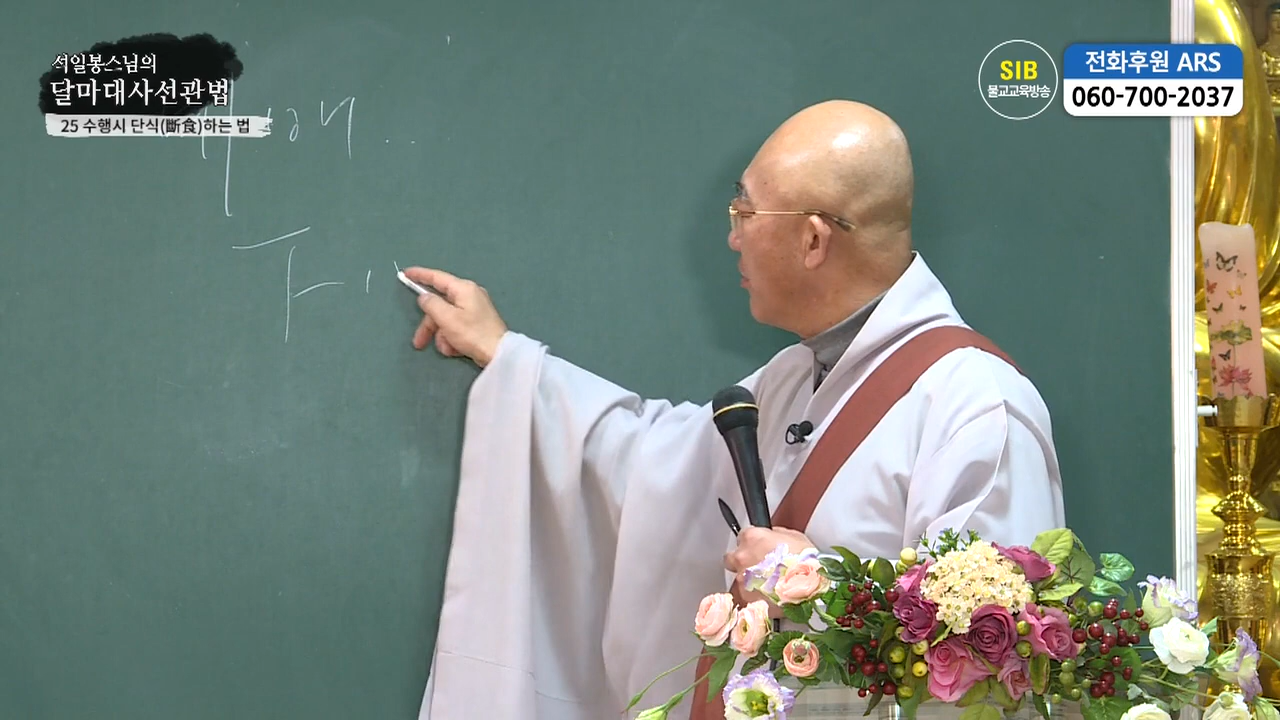 석일봉스님의
달마대사선관법
25 수행시 단식(斷食)하는 법
SIB
불교교육방송
전화후원 ARS
060-700-2037